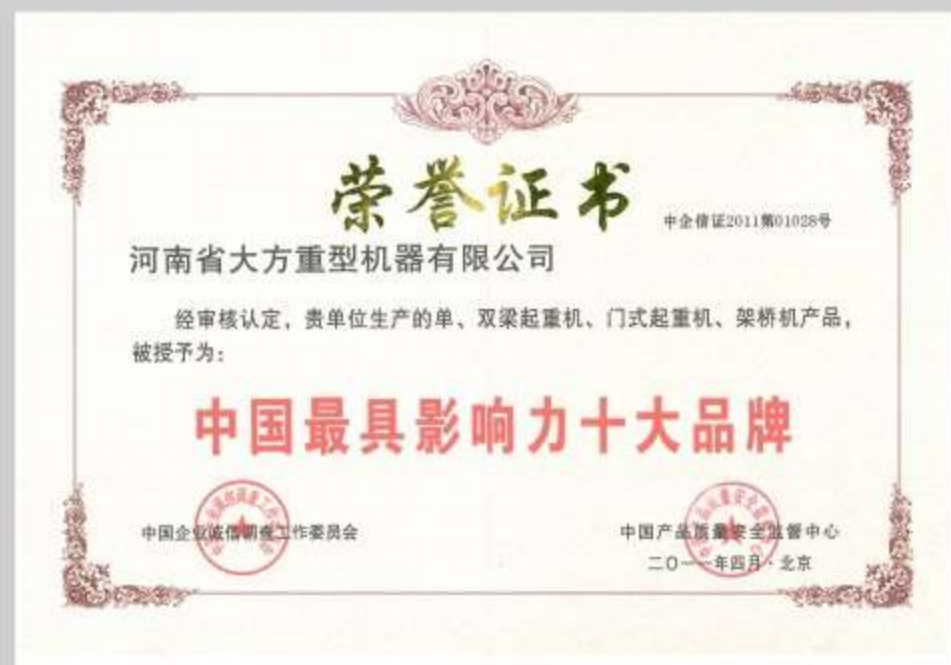 荣誉证书
中企信证2011第01028号
河南省大方重型机器有限公司
经审核认定，贵单位生产的单、双梁起重机、门式起重机、架桥机产品，
被授予为：
中国最具影响力十大品牌
中国企业诚信调查工作委员会
中国产品质量安全监督中心
二〇一一年四月·北京